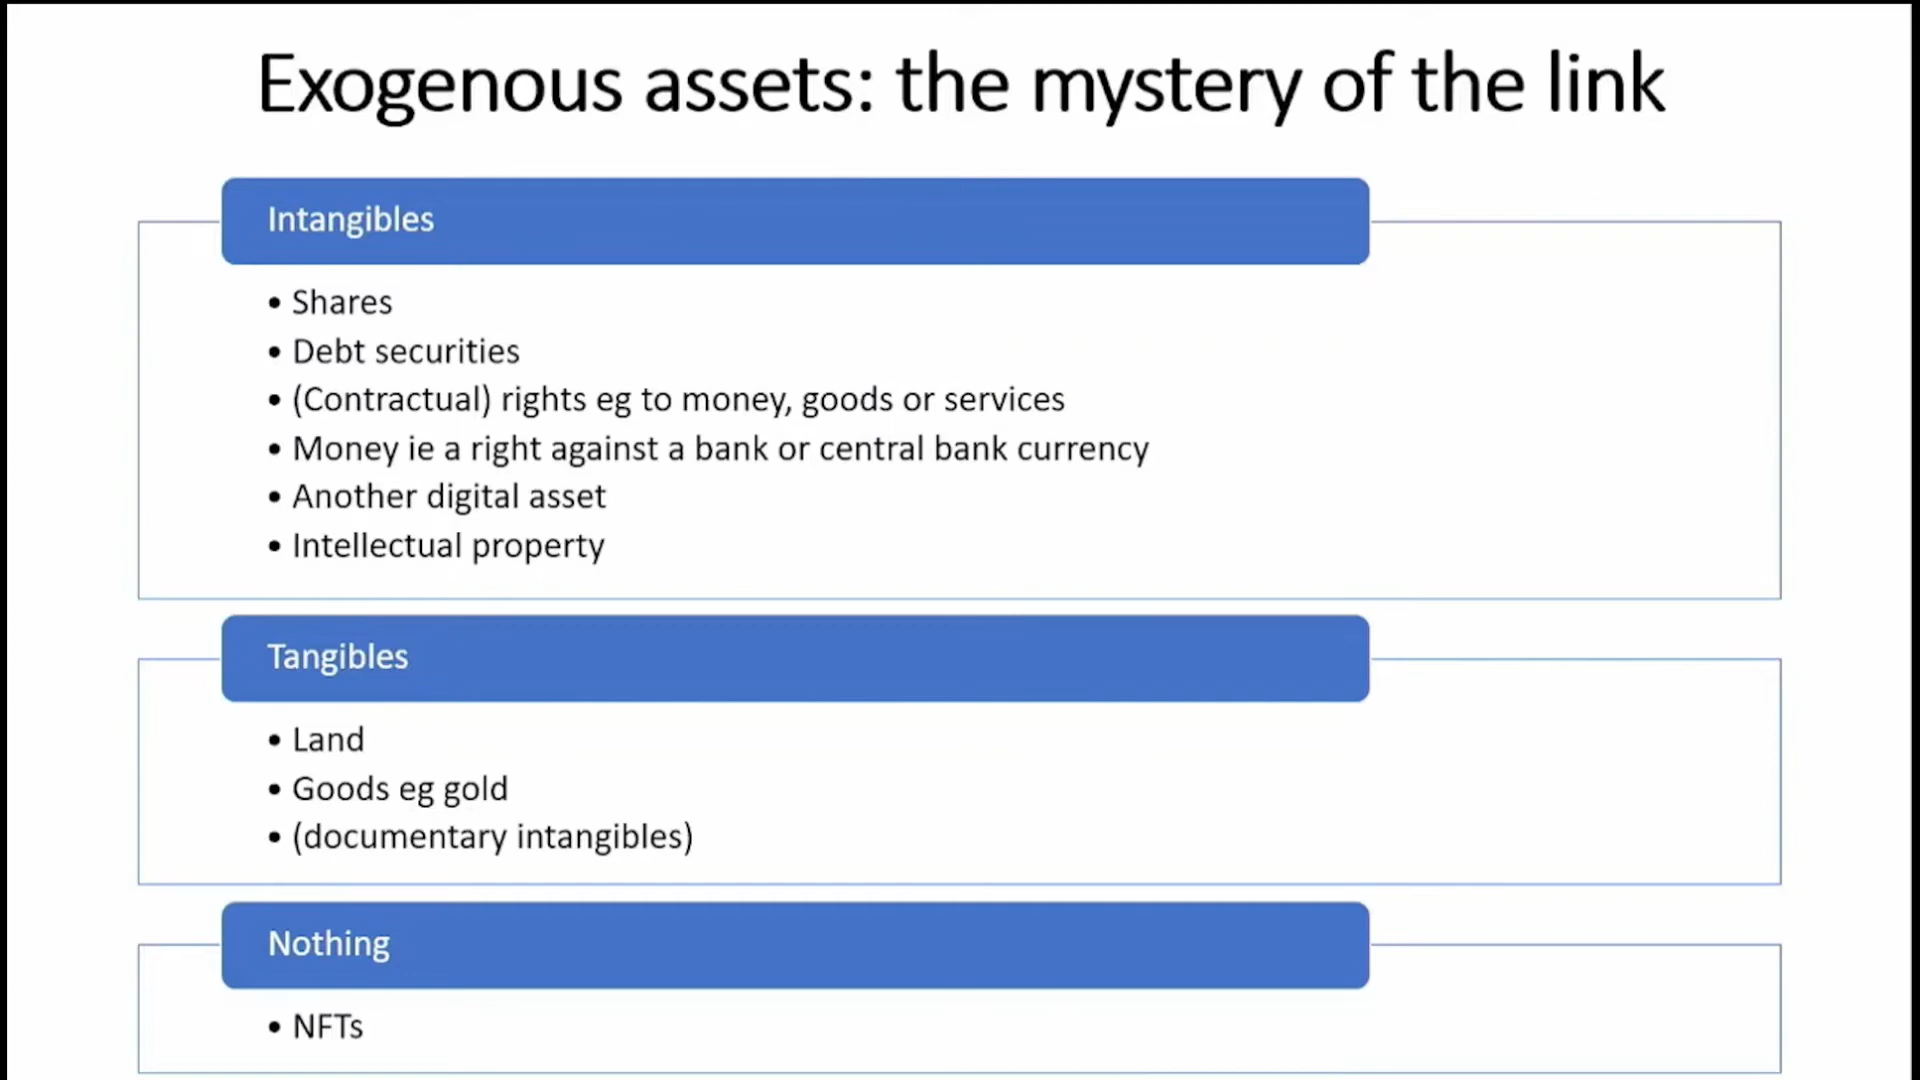 Exogenous assets: the mystery of the link
Intangibles
• Shares
• Debt securities
• (Contractual) rights eg to money, goods or services
• Money ie a right against a bank or central bank currency
• Another digital asset
• Intellectual property
Tangibles
• Land
• Goods eg gold
• (documentary intangibles)
Nothing
• NFTs